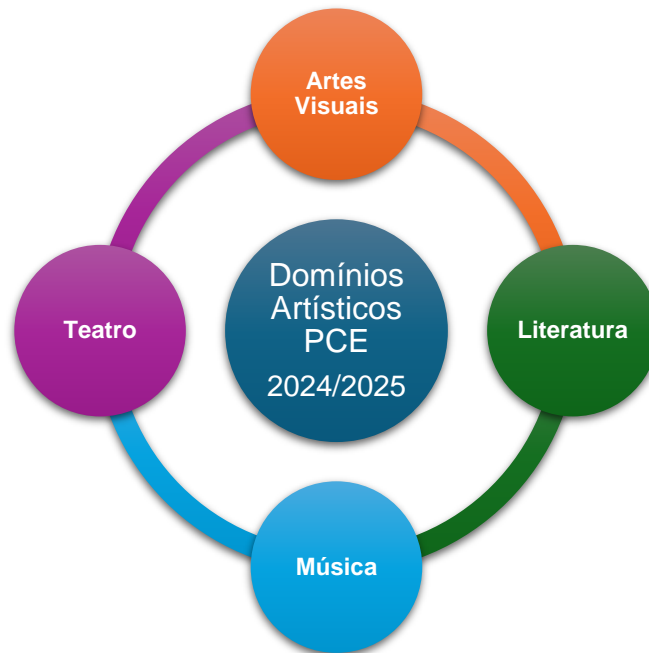 Artes
Visuais
Domínios
Artísticos
PCE
2024/2025
Teatro
Literatura
Música